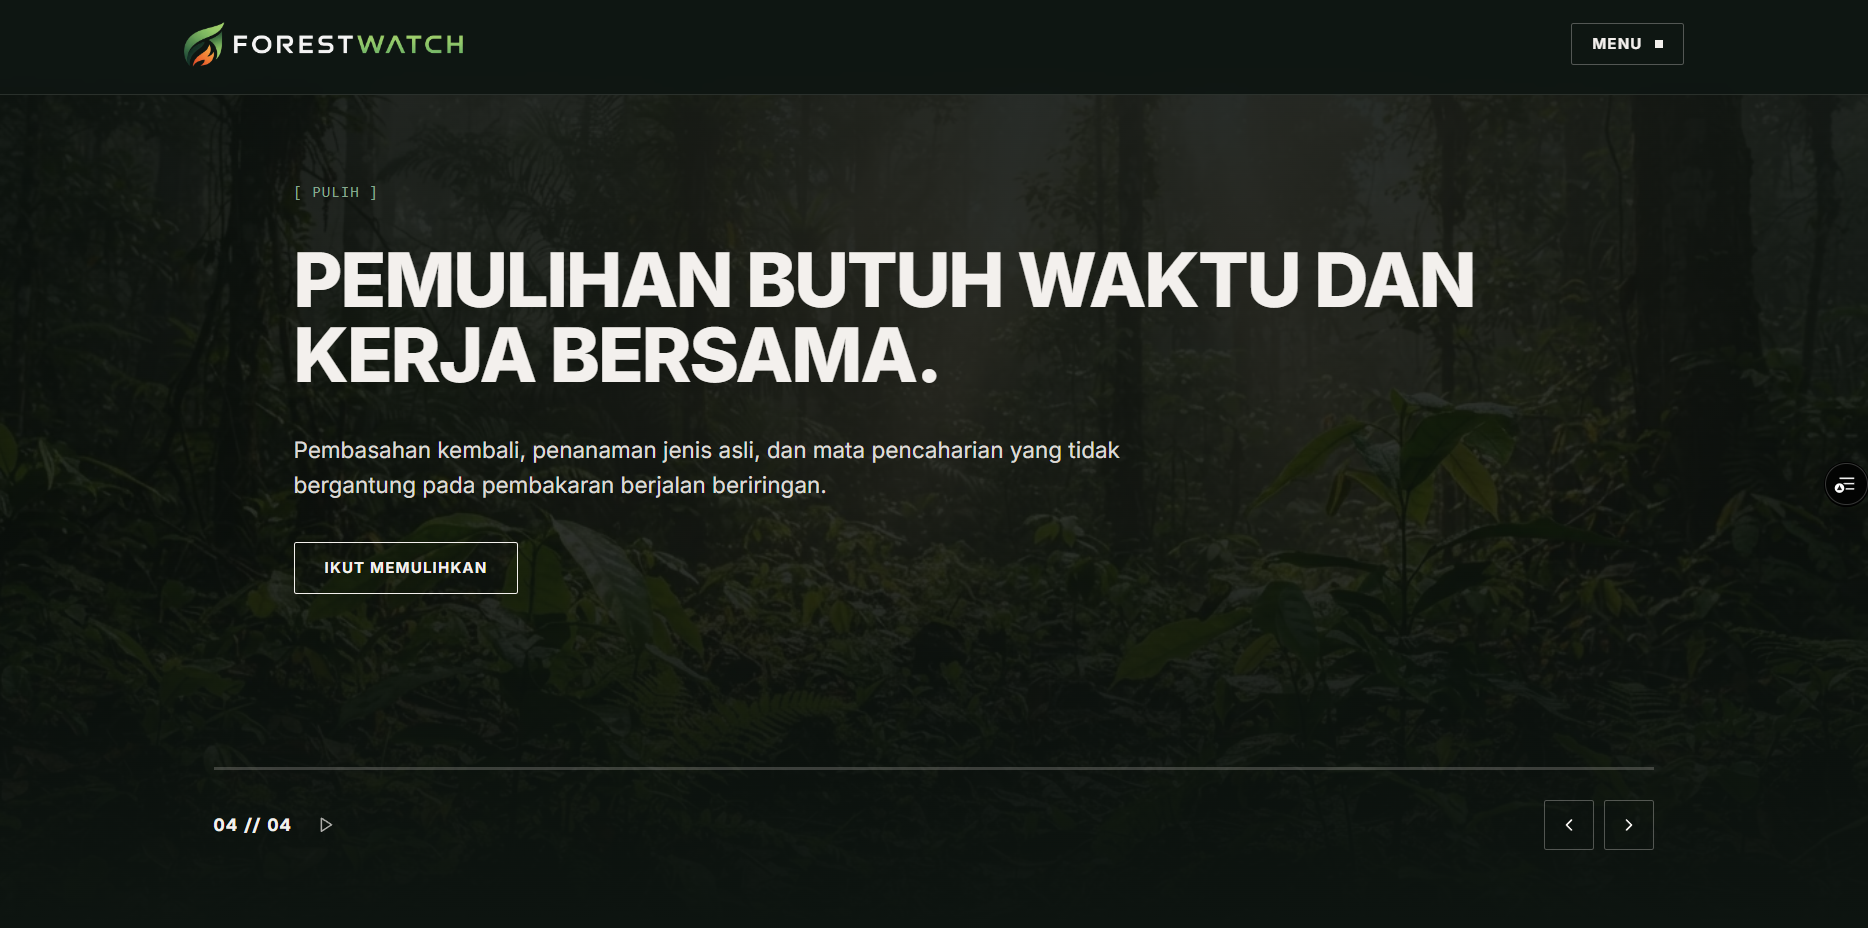 FORESTWATCH
MENU
[ PULIH ]
PEMULIHAN BUTUH WAKTU DAN
KERJA BERSAMA.
Pembasahan kembali, penanaman jenis asli, dan mata pencaharian yang tidak
bergantung pada pembakaran berjalan beriringan.
IKUT MEMULIHKAN
04 // 04